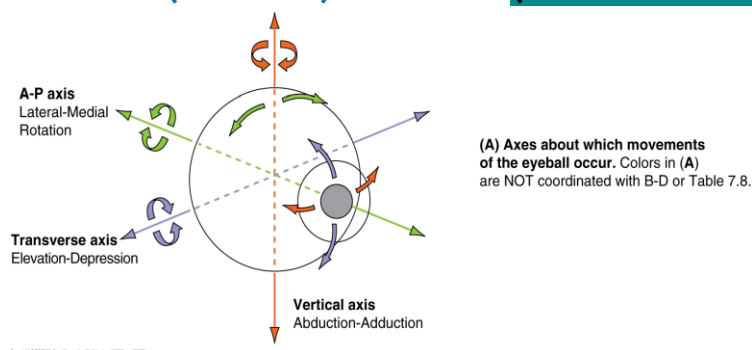 A-P axis
Lateral-Medial
Rotation
(A) Axes about which movements
of the eyeball occur. Colors in (A)
are NOT coordinated with B-D or Table 7.8.
Transverse axis
Elevation-Depression
Vertical axis
Abduction-Adduction